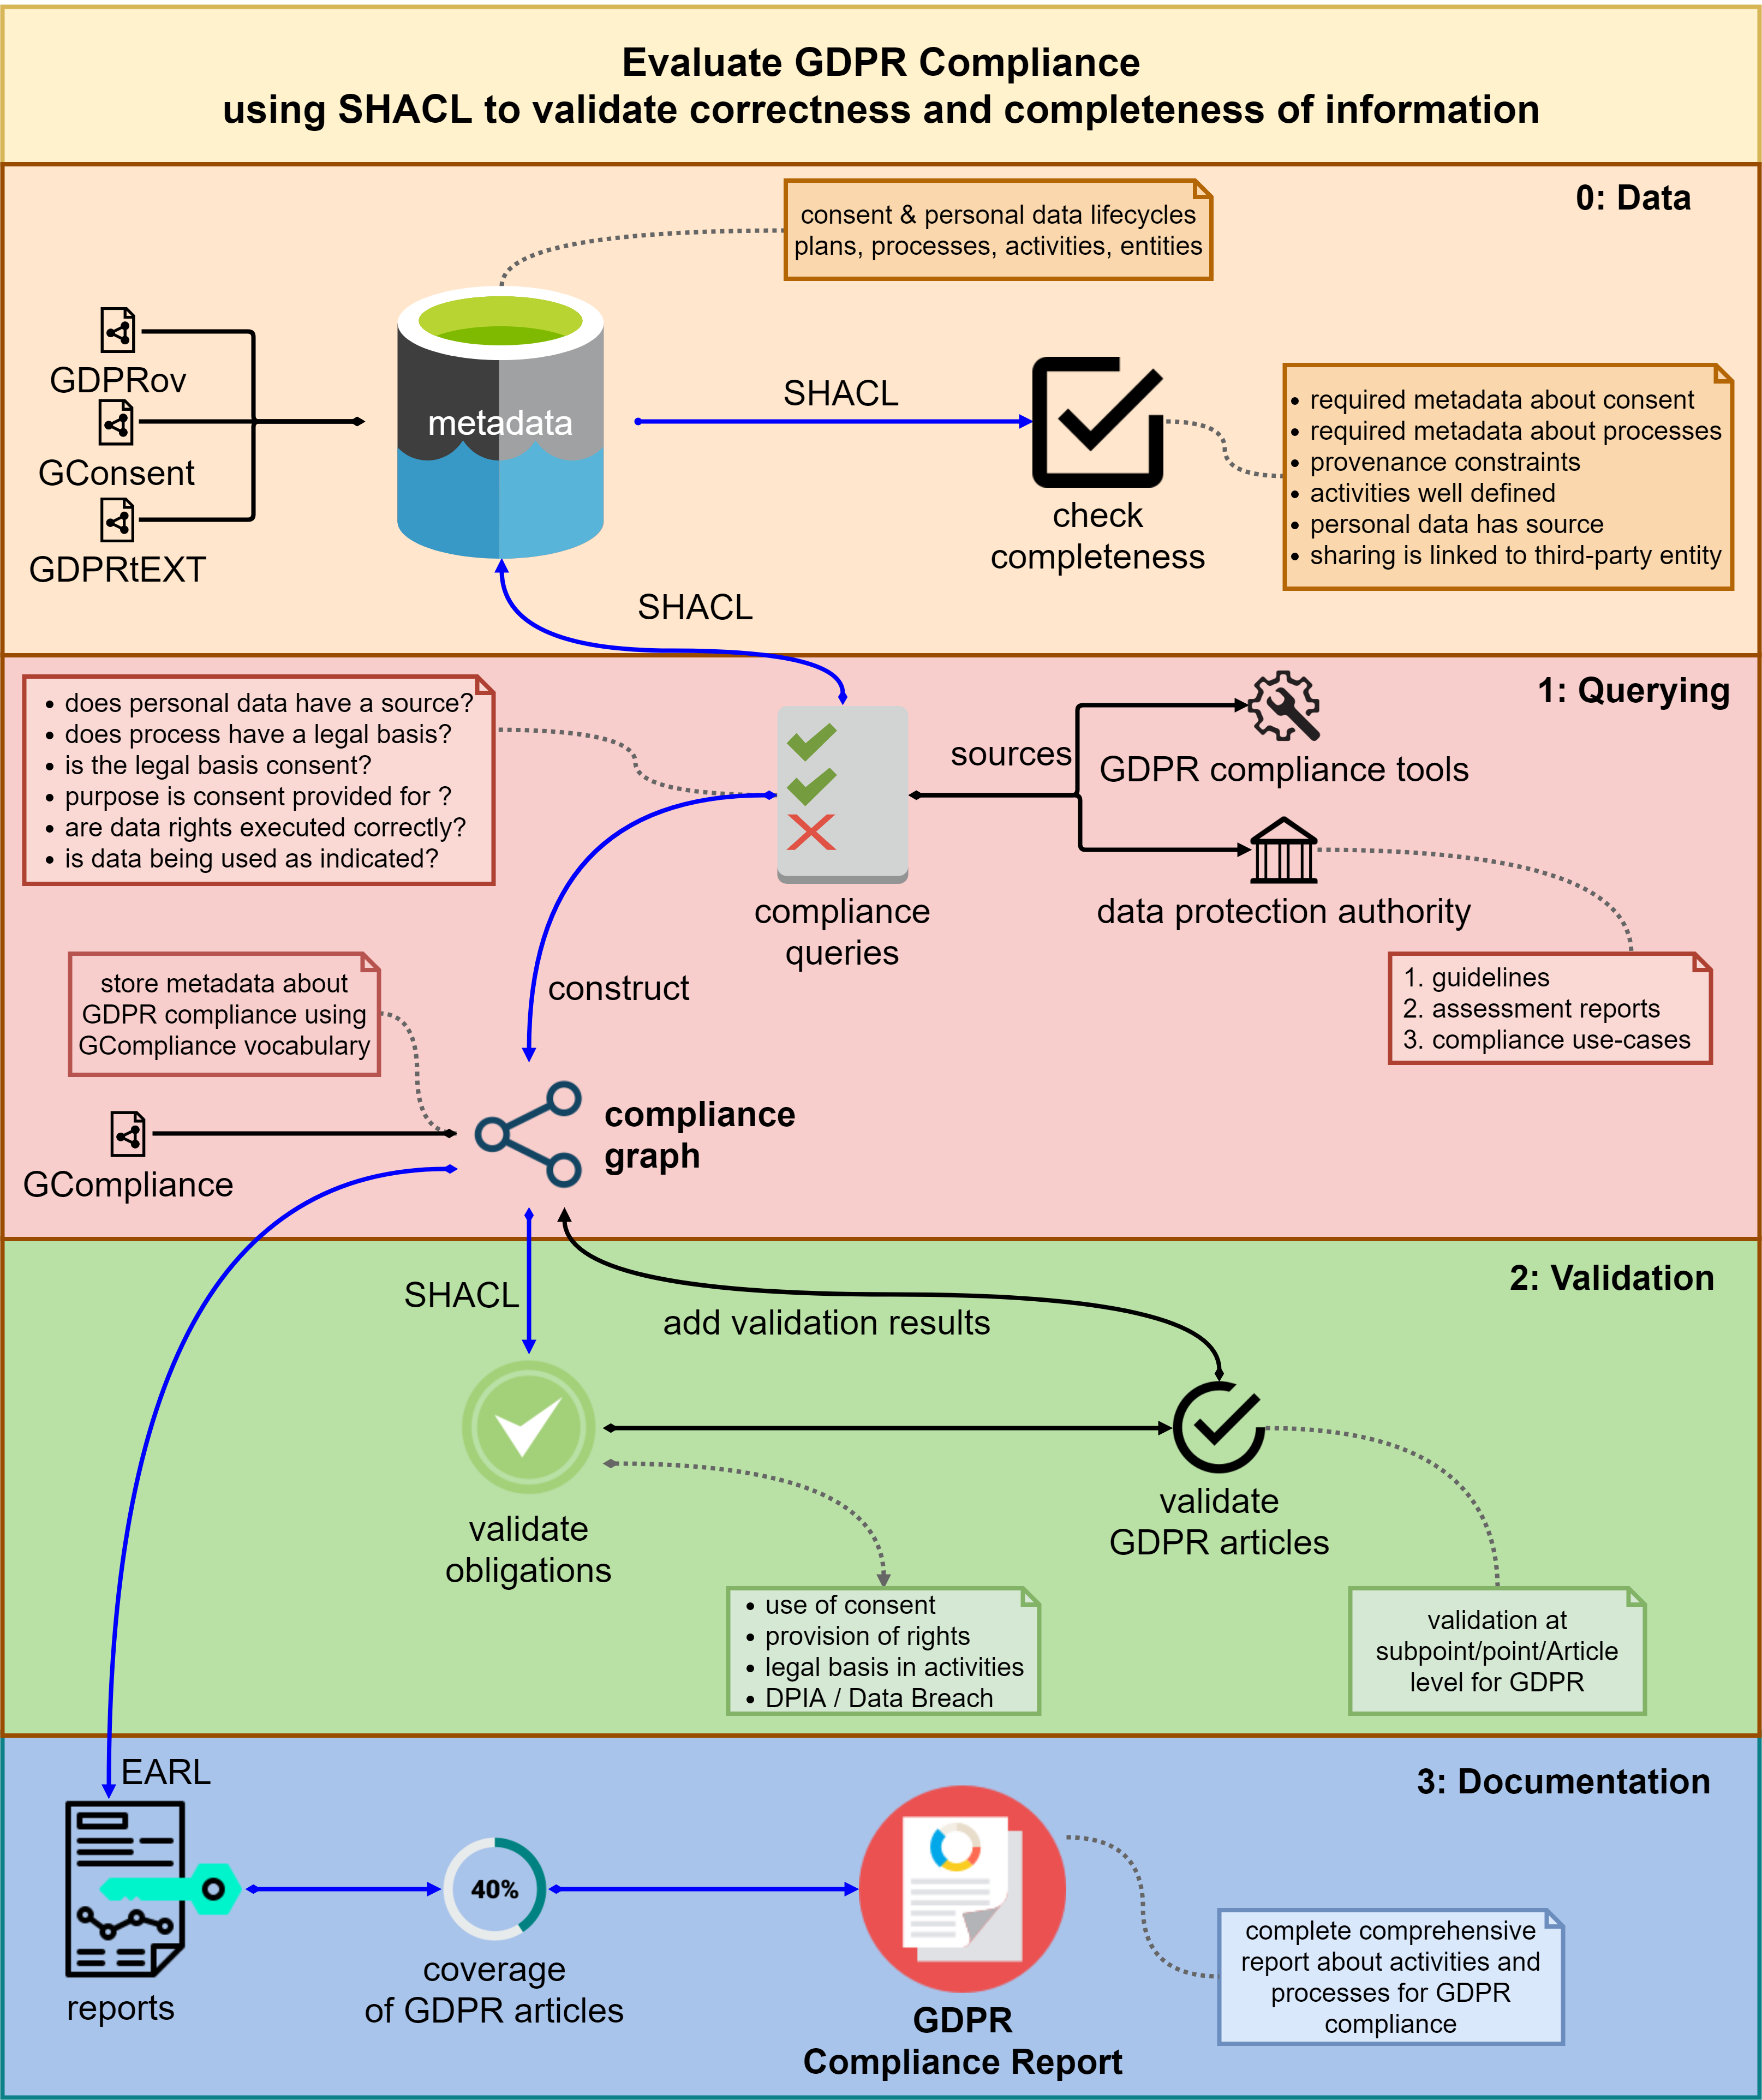 Evaluate GDPR Compliance
using SHACL to validate correctness and completeness of information
0: Data
consent & personal data lifecycles
plans, processes, activities, entities
GDPRov
GConsent
GDPRtEXT
metadata
SHACL
check
completeness
• required metadata about consent
• required metadata about processes
• provenance constraints
• activities well defined
• personal data has source
• sharing is linked to third-party entity
SHACL
1: Querying
• does personal data have a source?
• does process have a legal basis?
• is the legal basis consent?
• purpose is consent provided for ?
• are data rights executed correctly?
• is data being used as indicated?
compliance
queries
sources
GDPR compliance tools
data protection authority
1. guidelines
2. assessment reports
3. compliance use-cases
construct
store metadata about
GDPR compliance using
GCompliance vocabulary
GCompliance
compliance
graph
2: Validation
SHACL
add validation results
validate
obligations
validate
GDPR articles
• use of consent
• provision of rights
• legal basis in activities
• DPIA / Data Breach
validation at
subpoint/point/Article
level for GDPR
3: Documentation
EARL
reports
40%
coverage
of GDPR articles
GDPR
Compliance Report
complete comprehensive
report about activities and
processes for GDPR
compliance